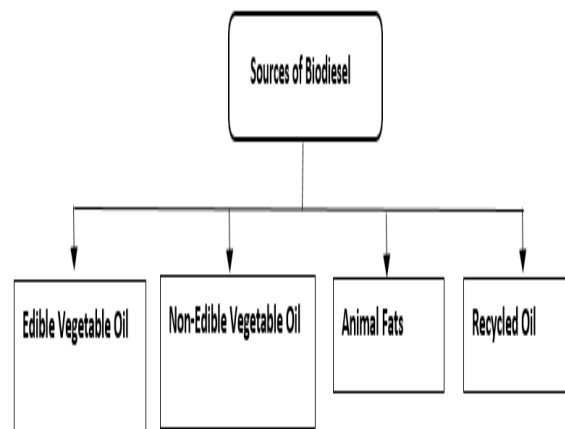 Sources of Biodiesel
Edible Vegetable Oil
Non-Edible Vegetable Oil
Animal Fats
Recycled Oil